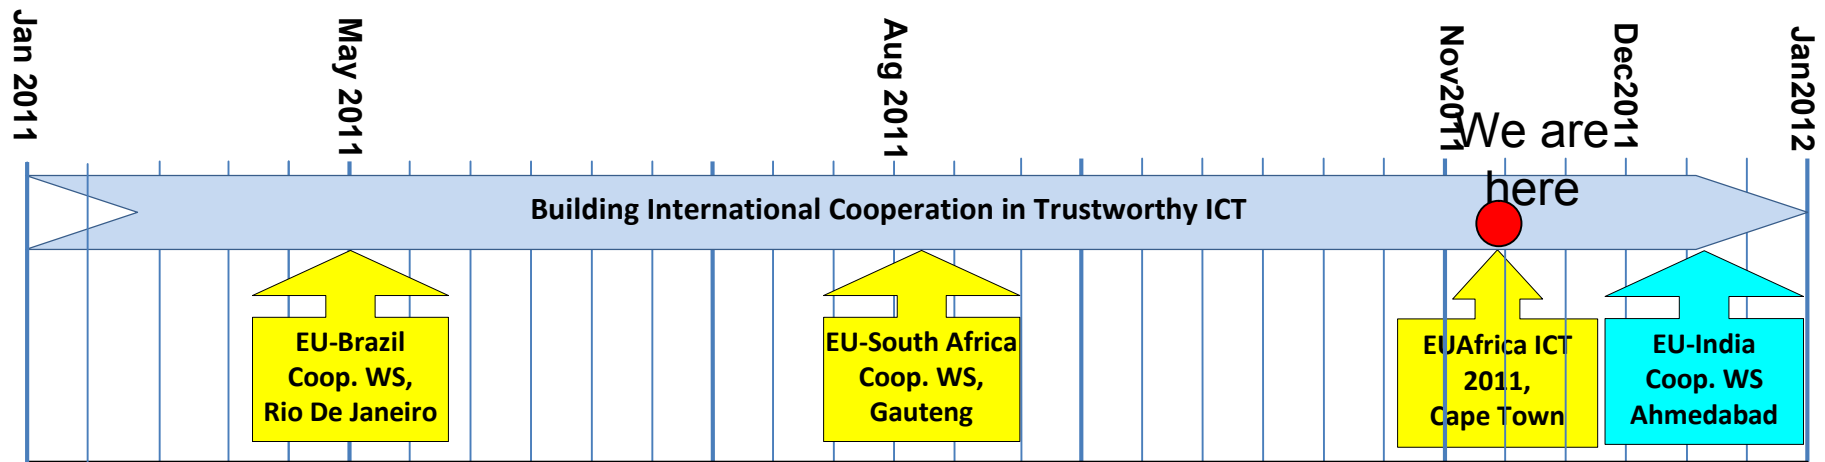 Jan 2011
May 2011
Aug 2011
Nov2011
Dec2011
Jan2012
We are
here
Building International Cooperation in Trustworthy ICT
EU-Brazil
Coop. WS,
Rio De Janeiro
EU-South Africa
Coop. WS,
Gauteng
EUAfrica ICT
2011,
Cape Town
EU-India
Coop. WS
Ahmedabad